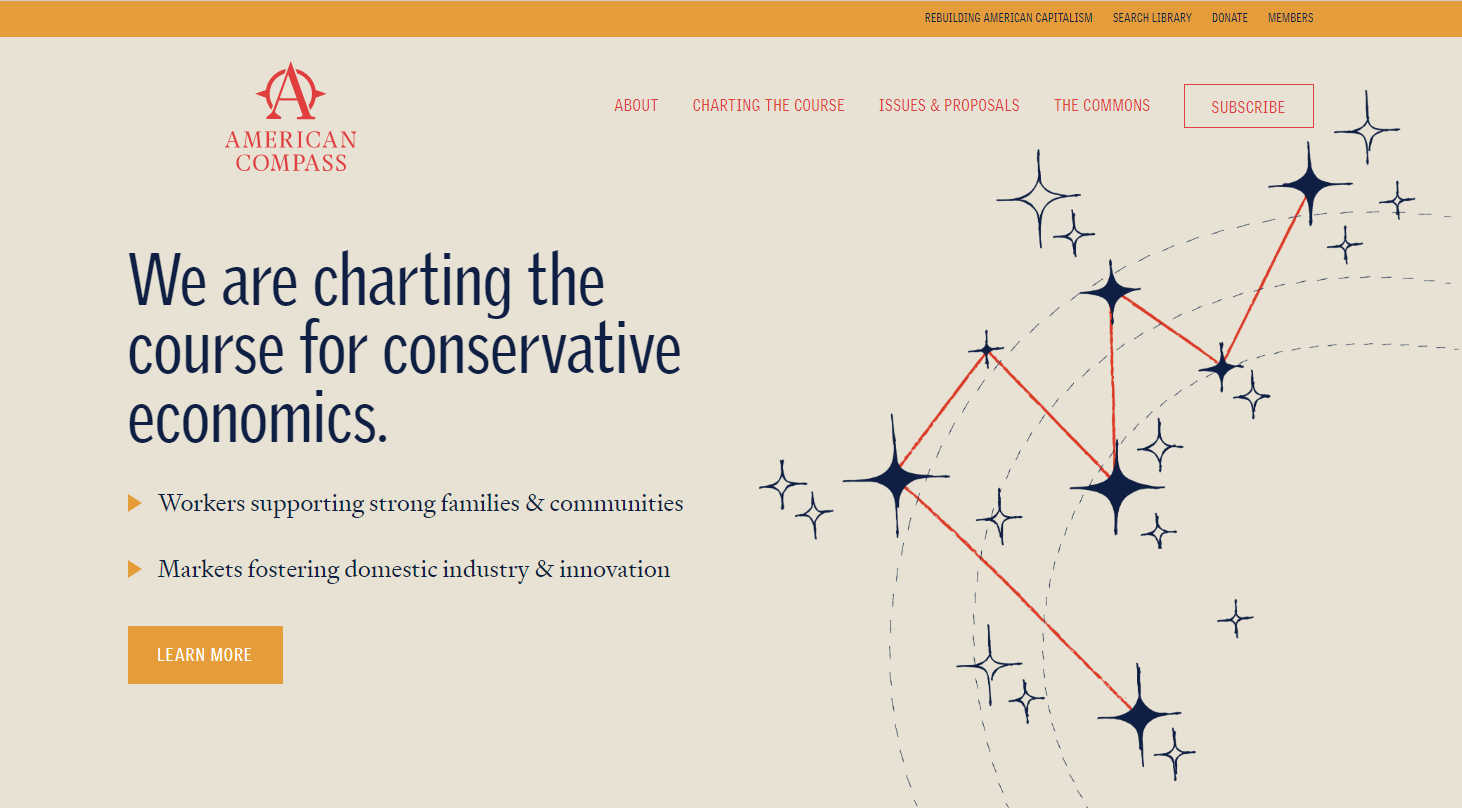 REBUILDING AMERICAN CAPITALISM SEARCH LIBRARY DONATE MEMBERS
AMERICAN
COMPASS
ABOUT CHARTING THE COURSE ISSUES & PROPOSALS THE COMMONS SUBSCRIBE
We are charting the
course for conservative
economics.
Workers supporting strong families & communities
Markets fostering domestic industry & innovation
LEARN MORE